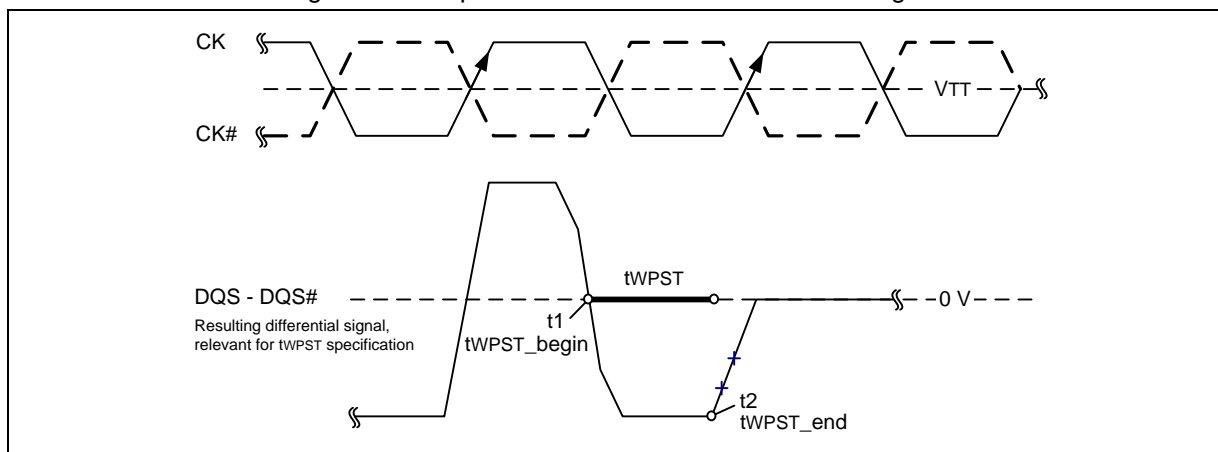 CK
VTT
CK#
tWPST
DQS - DQS#
0 V
Resulting differential signal,
relevant for tWPST specification
t1
tWPST_begin
t2
tWPST_end